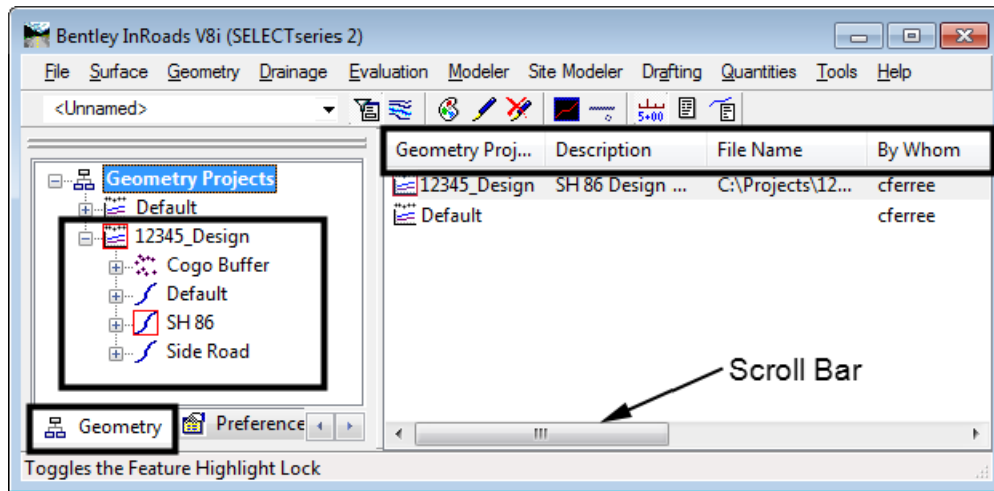 Bentley InRoads V8i (SELECTseries 2)
File Surface Geometry Drainage Evaluation Modeler Site Modeler Drafting Quantities Tools Help
<Unnamed>
5+00
Geometry Projects
Default
12345_Design
Cogo Buffer
Default
SH 86
Side Road
Geometry Preference
Geometry Proj... Description File Name By Whom
12345_Design SH 86 Design ... C:\Projects\12... cferree
Default cferree
Scroll Bar
Toggles the Feature Highlight Lock